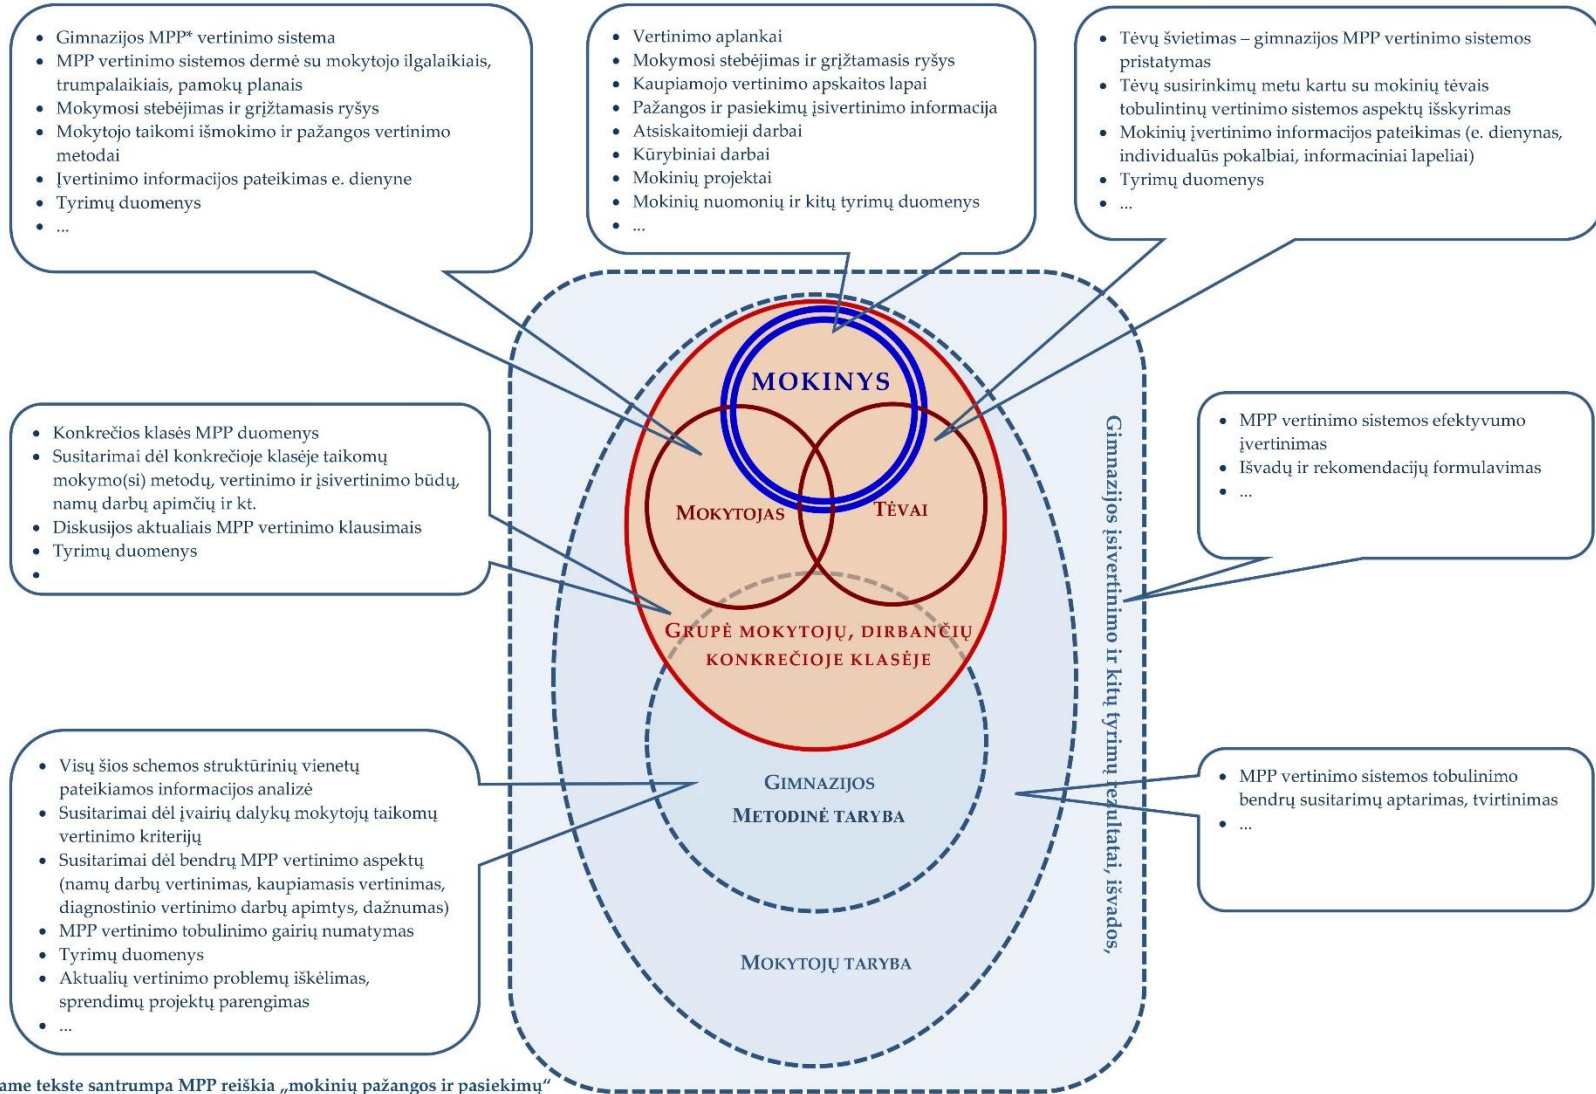 • Gimnazijos MPP* vertinimo sistema
• MPP vertinimo sistemos dermė su mokytojo ilgalaikiais,
trumpalaikiais, pamokų planais
• Mokymosi stebėjimas ir grįžtamasis ryšys
• Mokytojo taikomi išmokimo ir pažangos vertinimo
metodai
• Įvertinimo informacijos pateikimas e. dienyne
• Tyrimų duomenys
• ...
• Vertinimo aplankai
• Mokymosi stebėjimas ir grįžtamasis ryšys
• Kaupiamojo vertinimo apskaitos lapai
• Pažangos ir pasiekimų įsivertinimo informacija
• Atsiskaitomieji darbai
• Kūrybiniai darbai
• Mokinių projektai
• Mokinių nuomonių ir kitų tyrimų duomenys
• ...
• Tėvų švietimas – gimnazijos MPP vertinimo sistemos
pristatymas
• Tėvų susirinkimų metu kartu su mokinių tėvais
tobulintinų vertinimo sistemos aspektų išskyrimas
• Mokinių įvertinimo informacijos pateikimas (e. dienynas,
individualūs pokalbiai, informaciniai lapeliai)
• Tyrimų duomenys
• ...
MOKINYS
MOKYTOJAS
TĖVAI
GRUPĖ MOKYTOJŲ, DIRBANČIŲ
KONKREČIOJE KLASĖJE
GIMNAZIJOS
METODINĖ TARYBA
MOKYTOJŲ TARYBA
Gimnazijos įsivertinimo ir kitų tyrimų rezultatai, išvados,
• Konkrečios klasės MPP duomenys
• Susitarimai dėl konkrečioje klasėje taikomų
mokymo(si) metodų, vertinimo ir įsivertinimo būdų,
namų darbų apimčių ir kt.
• Diskusijos aktualiais MPP vertinimo klausimais
• Tyrimų duomenys
•
• MPP vertinimo sistemos efektyvumo
įvertinimas
• Išvadų ir rekomendacijų formulavimas
• ...
• Visų šios schemos struktūrinių vienetų
pateikiamos informacijos analizė
• Susitarimai dėl įvairių dalykų mokytojų taikomų
vertinimo kriterijų
• Susitarimai dėl bendrų MPP vertinimo aspektų
(namų darbų vertinimas, kaupiamasis vertinimas,
diagnostinio vertinimo darbų apimtys, dažnumas)
• MPP vertinimo tobulinimo gairių numatymas
• Tyrimų duomenys
• Aktualių vertinimo problemų iškėlimas,
sprendimų projektų parengimas
• ...
• MPP vertinimo sistemos tobulinimo
bendrų susitarimų aptarimas, tvirtinimas
• ...
ame tekste santrumpa MPP reiškia „mokinių pažangos ir pasiekimų“